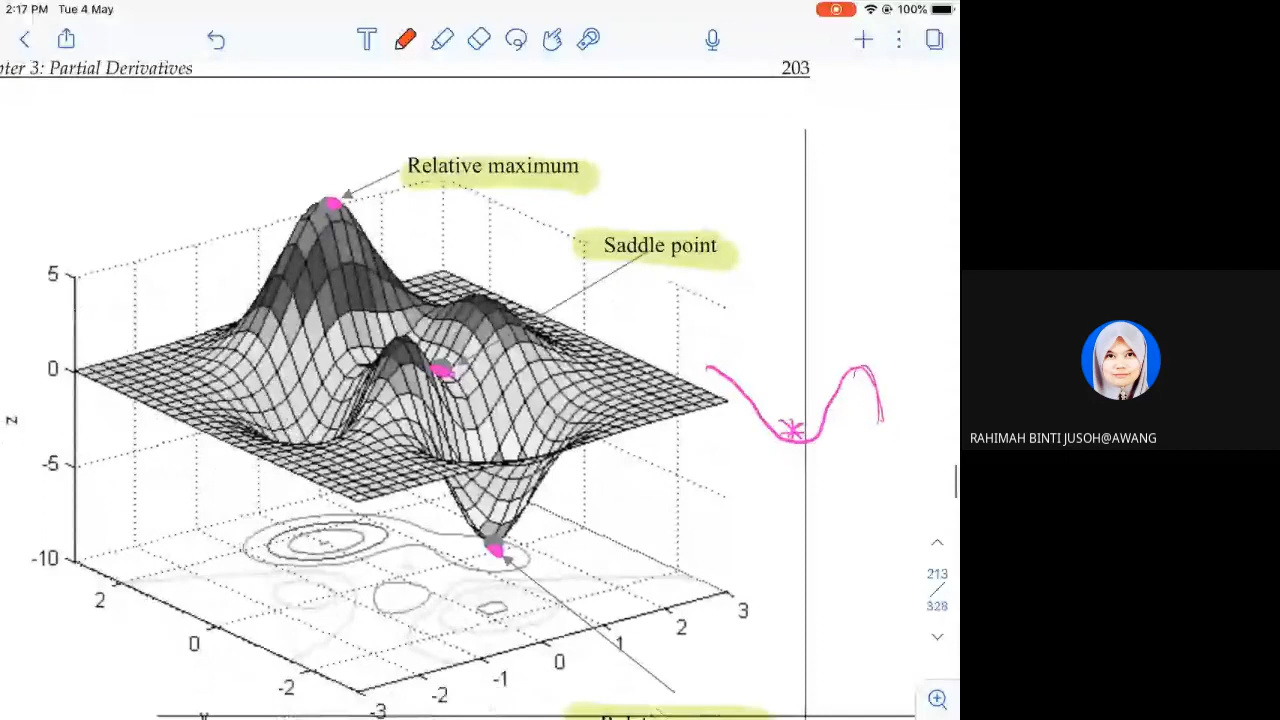 2:17 PM Tue 4 May
100%
pter 3: Partial Derivatives 203
Relative maximum
Saddle point
5
0
-5
-10
z
2
0
-2
-3
-2
-1
0
1
2
3
213
328
RAHIMAH BINTI JUSOH@AWANG